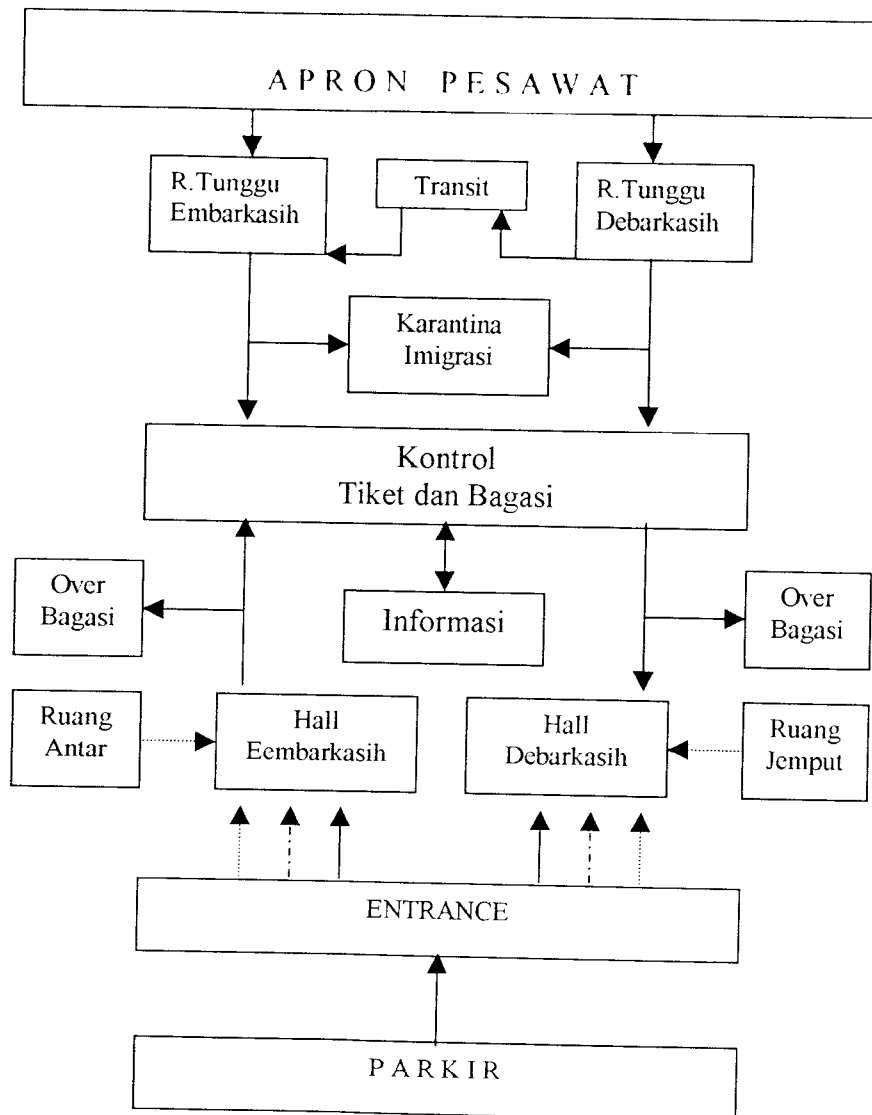 APRON PESAWAT
R.Tunggu
Embarkasih
Transit
R.Tunggu
Debarkasih
Karantina
Imigrasi
Kontrol
Tiket dan Bagasi
Over
Bagasi
Informasi
Over
Bagasi
Ruang
Antar
Hall
Eembarkasih
Hall
Debarkasih
Ruang
Jemput
ENTRANCE
PARKIR